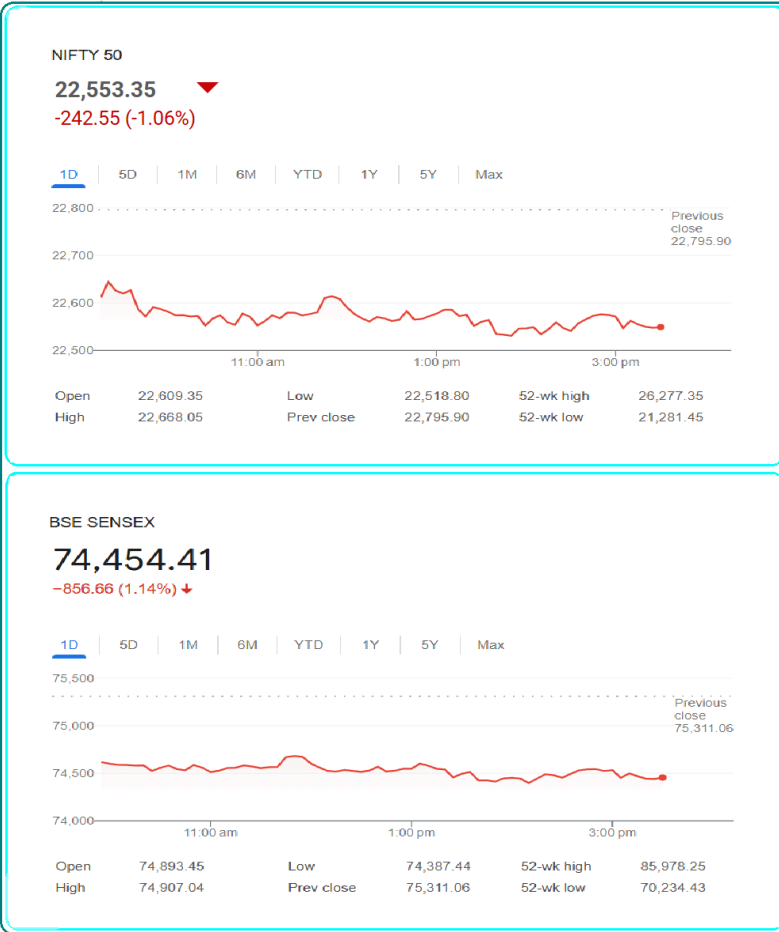 NIFTY 50
22,553.35
-242.55 (-1.06%)
1D 5D 1M 6M YTD 1Y 5Y Max
22,800
Previous
close
22,795.90
22,700
22,600
22,500
11:00 am 1:00 pm 3:00 pm
Open 22,609.35 Low 22,518.80 52-wk high 26,277.35
High 22,668.05 Prev close 22,795.90 52-wk low 21,281.45
BSE SENSEX
74,454.41
−856.66 (1.14%)
1D 5D 1M 6M YTD 1Y 5Y Max
75,500
Previous
close
75,311.06
75,000
74,500
74,000
11:00 am 1:00 pm 3:00 pm
Open 74,893.45 Low 74,387.44 52-wk high 85,978.25
High 74,907.04 Prev close 75,311.06 52-wk low 70,234.43